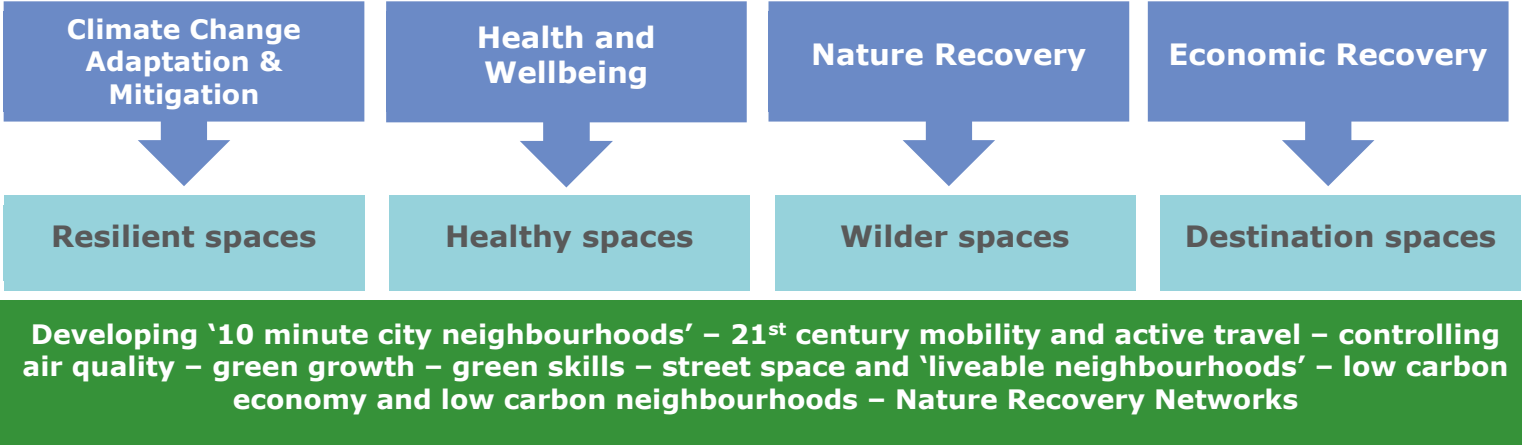 Climate Change
Adaptation &
Mitigation
Health and
Wellbeing
Nature Recovery
Economic Recovery
Resilient spaces
Healthy spaces
Wilder spaces
Destination spaces
Developing ‘10 minute city neighbourhoods’ – 21st century mobility and active travel – controlling
air quality – green growth – green skills – street space and ‘liveable neighbourhoods’ – low carbon
economy and low carbon neighbourhoods – Nature Recovery Networks